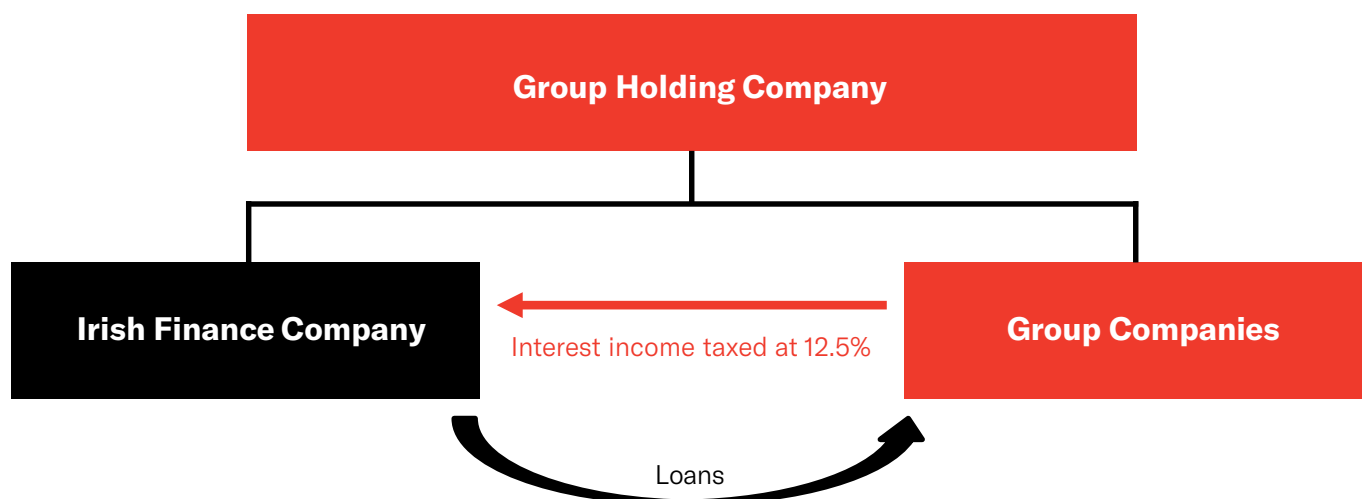 Group Holding Company
Irish Finance Company
Interest income taxed at 12.5%
Group Companies
Loans